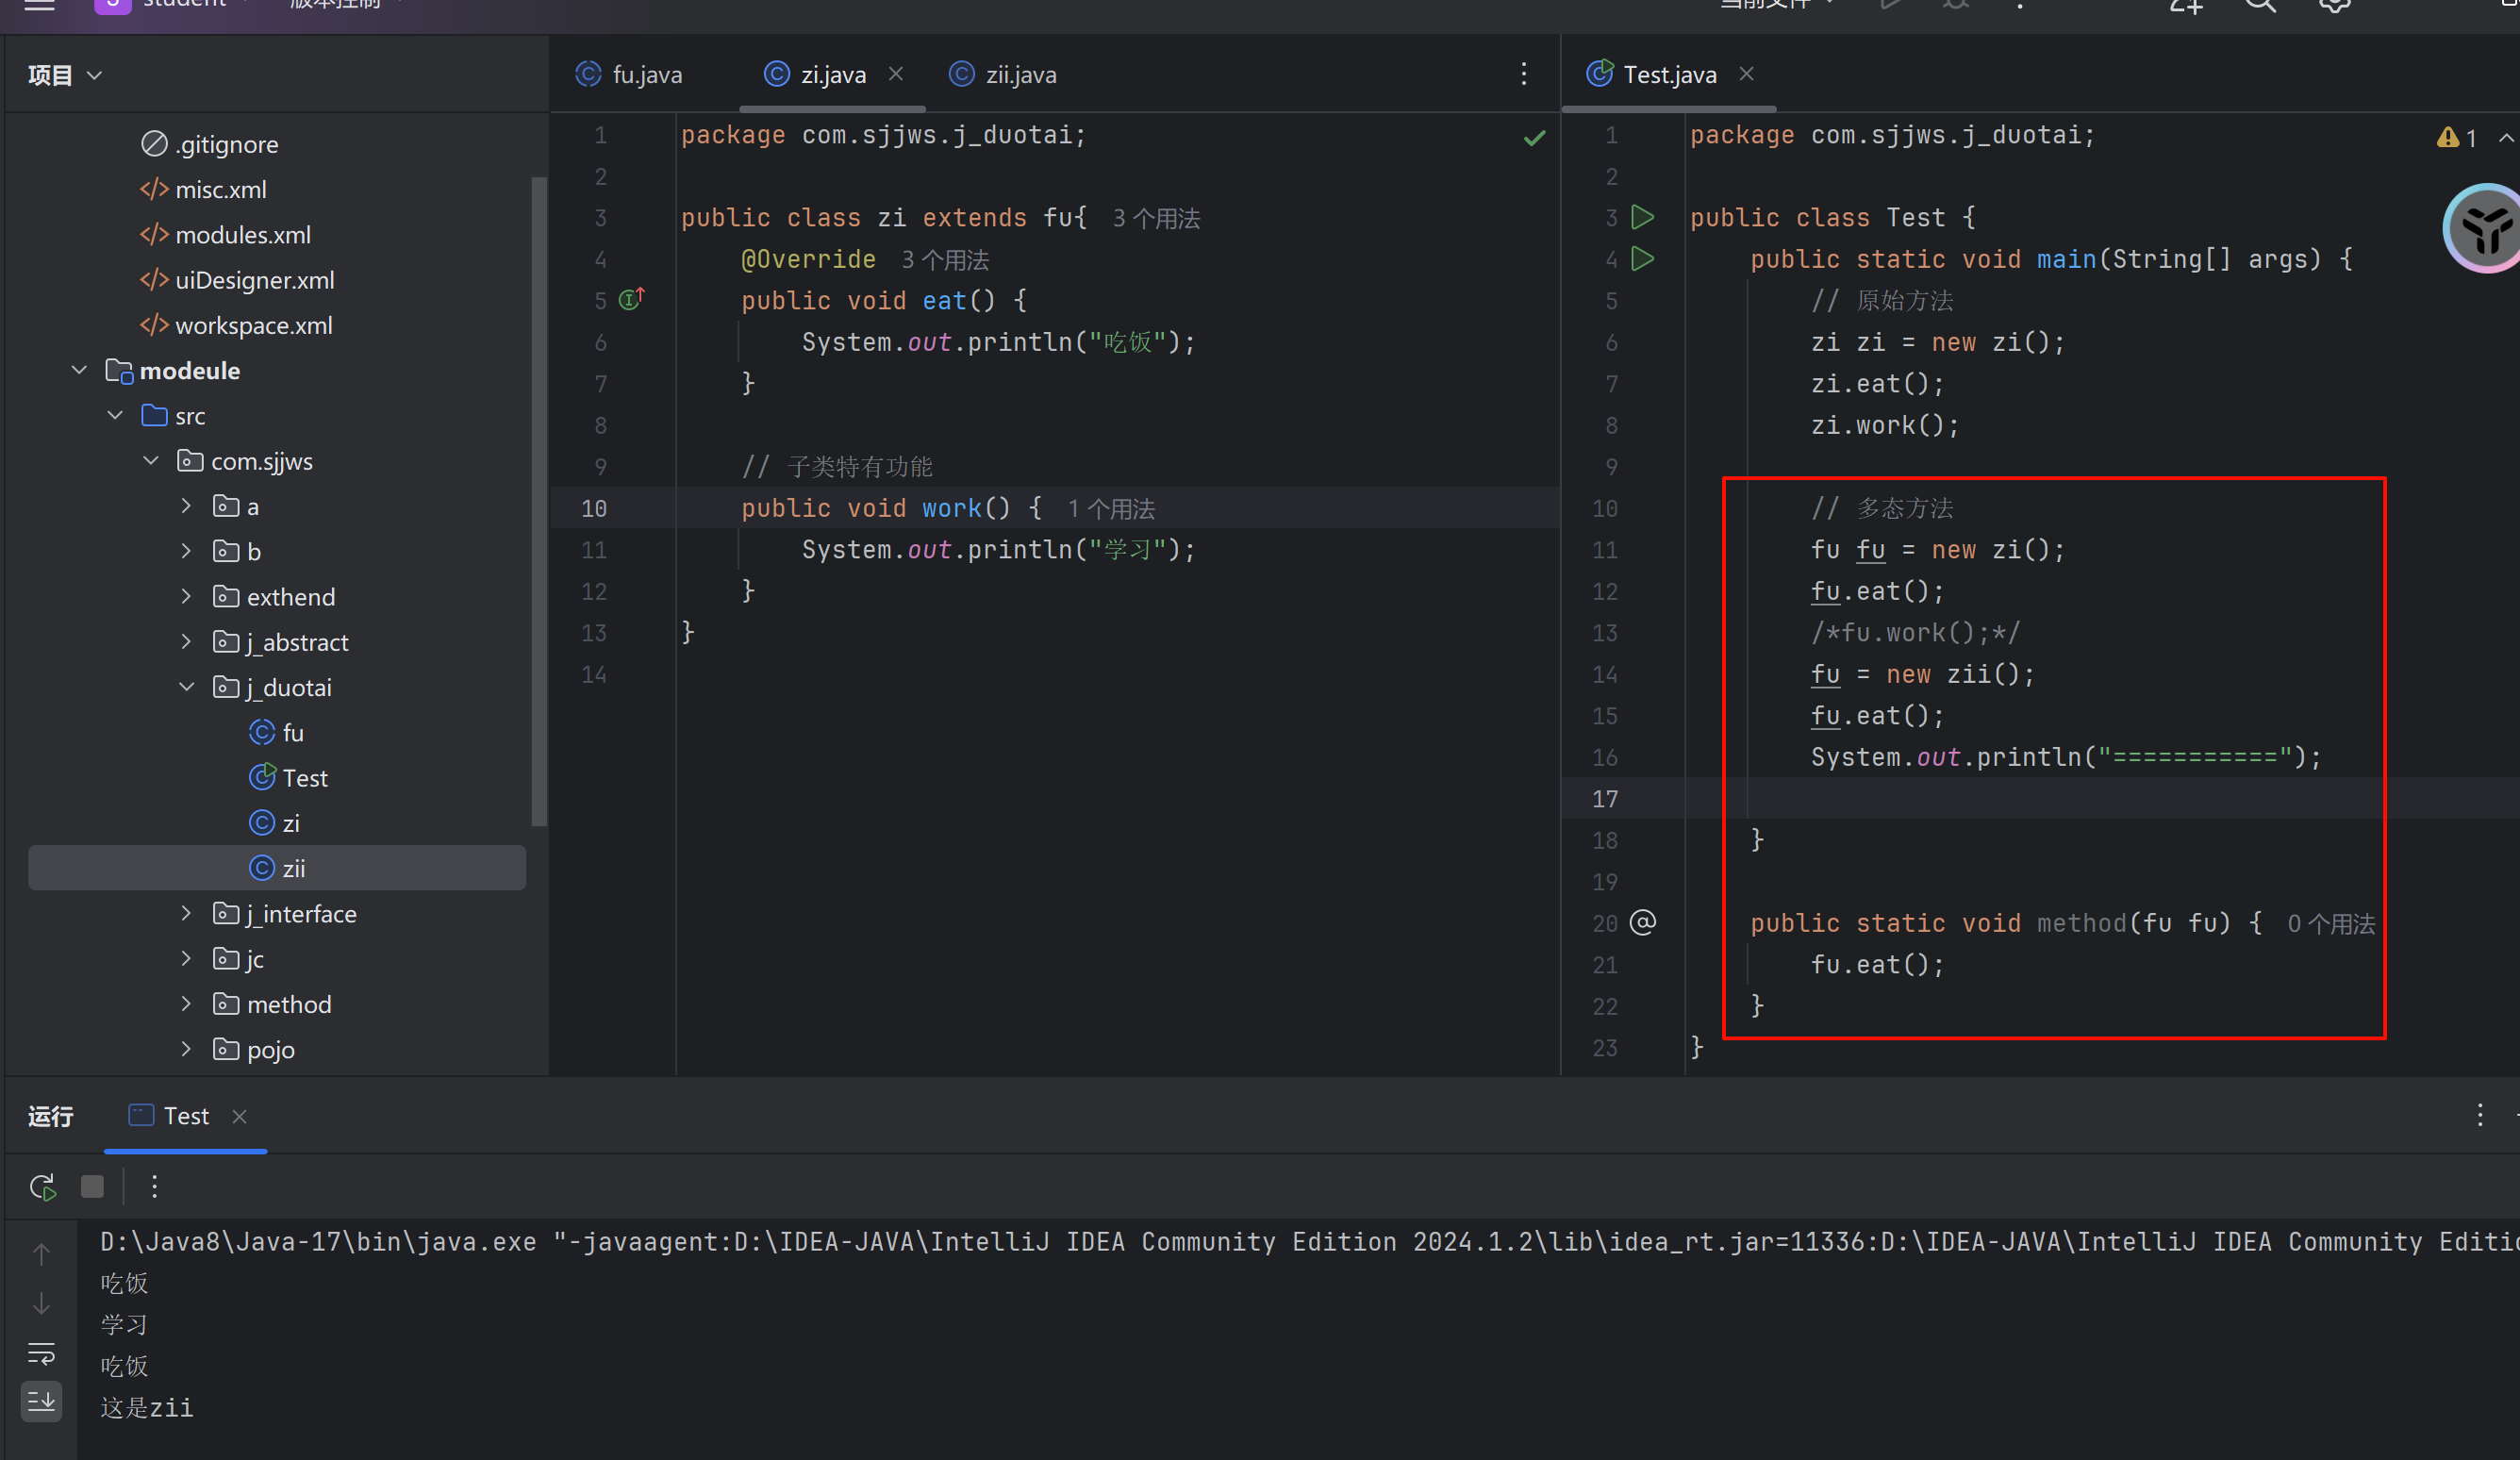 student
版本控制
当前文件
项目
.gitignore
misc.xml
modules.xml
uiDesigner.xml
workspace.xml
modeule
src
com.sjjws
a
b
exthend
j_abstract
j_duotai
fu
Test
zi
zii
j_interface
jc
method
pojo
fu.java
zi.java
zii.java
1 package com.sjjws.j_duotai;
2
3 public class zi extends fu{ 3 个用法
4 @Override 3 个用法
5 public void eat() {
6 System.out.println("吃饭");
7 }
8
9 // 子类特有功能
10 public void work() { 1 个用法
11 System.out.println("学习");
12 }
13 }
14
Test.java
1 package com.sjjws.j_duotai;
1
2
3 public class Test {
4 public static void main(String[] args) {
5 // 原始方法
6 zi zi = new zi();
7 zi.eat();
8 zi.work();
9
10 // 多态方法
11 fu fu = new zi();
12 fu.eat();
13 /*fu.work();*/
14 fu = new zii();
15 fu.eat();
16 System.out.println("===========");
17
18 }
19
20 public static void method(fu fu) { 0 个用法
21 fu.eat();
22 }
23 }
运行
Test
D:\Java8\Java-17\bin\java.exe "-javaagent:D:\IDEA-JAVA\IntelliJ IDEA Community Edition 2024.1.2\lib\idea_rt.jar=11336:D:\IDEA-JAVA\IntelliJ IDEA Community
吃饭
学习
吃饭
这是zii